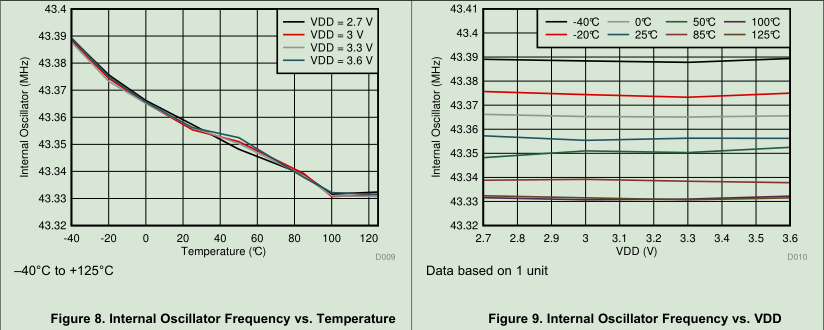 43.4
43.39
43.38
43.37
43.36
43.35
43.34
43.33
43.32
Internal Oscillator (MHz)
VDD = 2.7 V
VDD = 3 V
VDD = 3.3 V
VDD = 3.6 V
-40 -20 0 20 40 60 80 100 120
Temperature (°C)
D009
–40°C to +125°C
Figure 8. Internal Oscillator Frequency vs. Temperature
43.41
43.4
43.39
43.38
43.37
43.36
43.35
43.34
43.33
43.32
Internal Oscillator (MHz)
-40°C 0°C 50°C 100°C
-20°C 25°C 85°C 125°C
2.7 2.8 2.9 3 3.1 3.2 3.3 3.4 3.5 3.6
VDD (V)
D010
Data based on 1 unit
Figure 9. Internal Oscillator Frequency vs. VDD